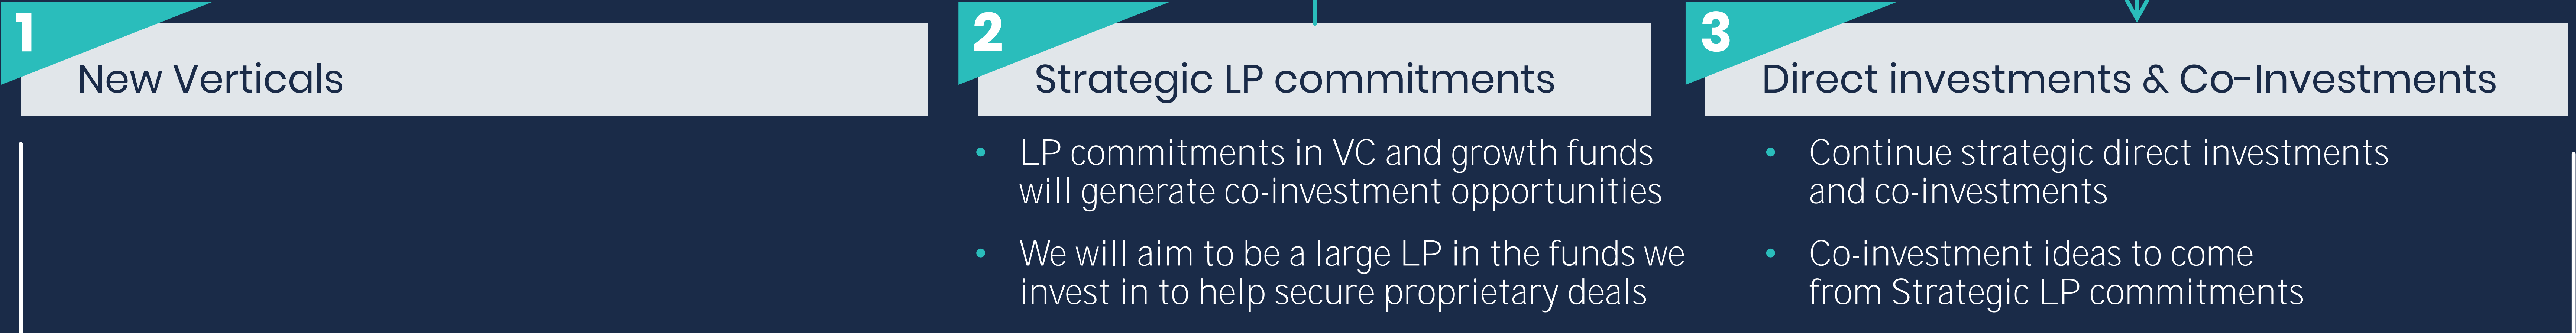 1
New Verticals
2
Strategic LP commitments
• LP commitments in VC and growth funds
will generate co-investment opportunities
• We will aim to be a large LP in the funds we
invest in to help secure proprietary deals
3
Direct investments & Co-Investments
• Continue strategic direct investments
and co-investments
• Co-investment ideas to come
from Strategic LP commitments